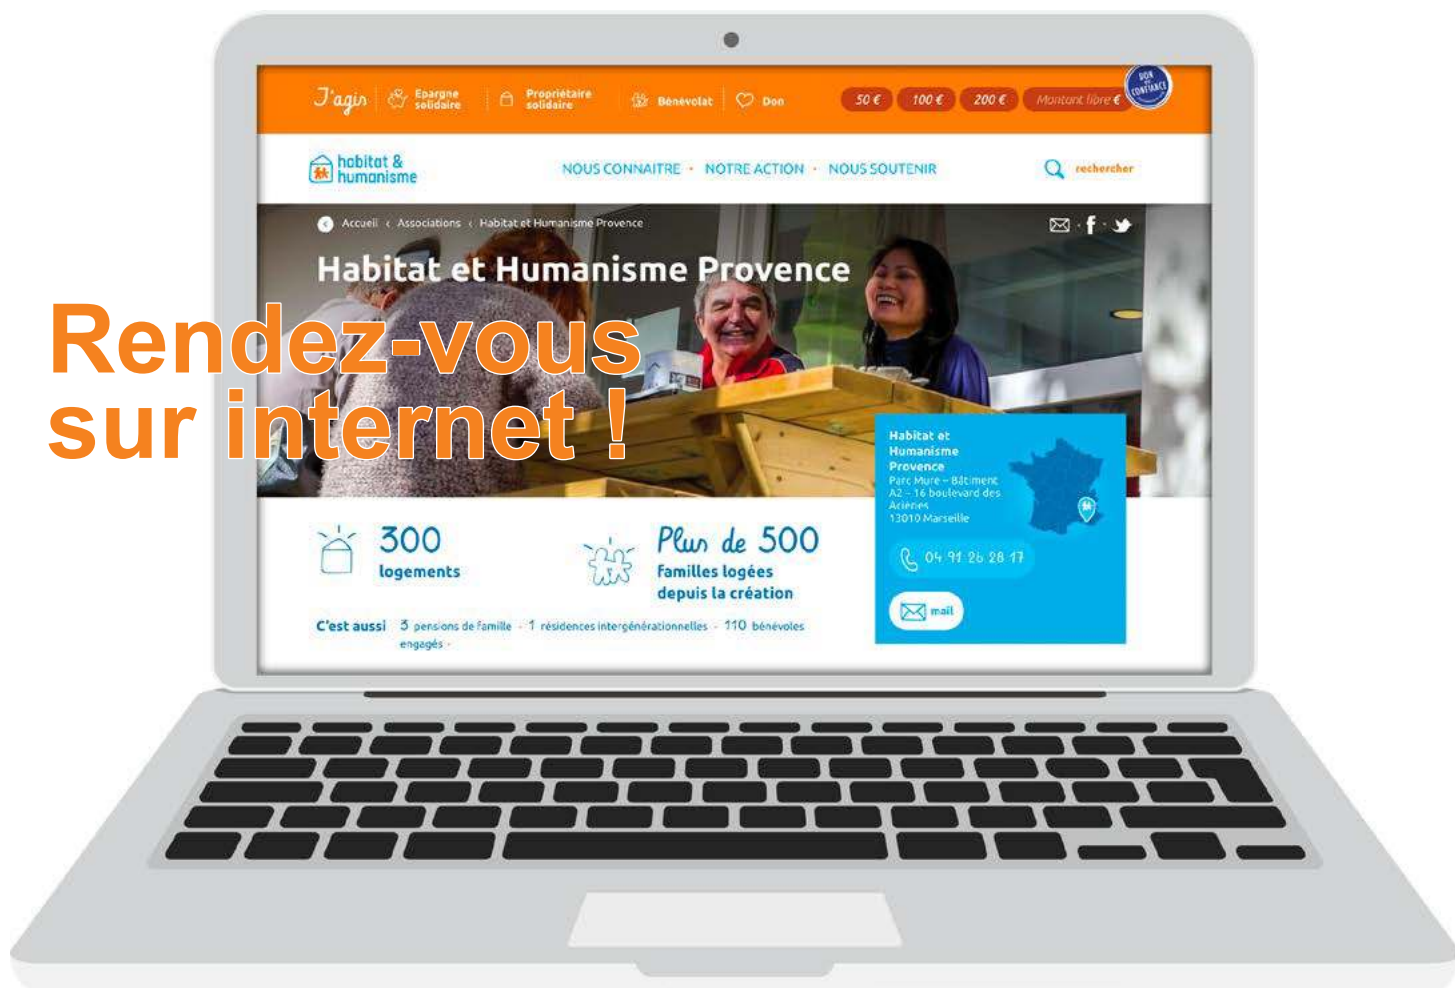 J'agis
Epargne
solidaire
Propriétaire
solidaire
Bénévolat
Don
50 €
100 €
200 €
Montant libre €
DON
EN
CONFIANCE
habitat &
humanisme
NOUS CONNAITRE · NOTRE ACTION · NOUS SOUTENIR
rechercher
Accueil ‹ Associations ‹ Habitat et Humanisme Provence
Habitat et Humanisme Provence
Rendez-vous
sur internet !
Habitat et
Humanisme
Provence
Parc Mure – Bâtiment
A2 – 16 boulevard des
Aciéries
13010 Marseille
04 91 26 28 17
mail
300
logements
Plus de 500
familles logées
depuis la création
C'est aussi 3 pensions de famille · 1 résidences intergénérationnelles · 110 bénévoles
engagés ·